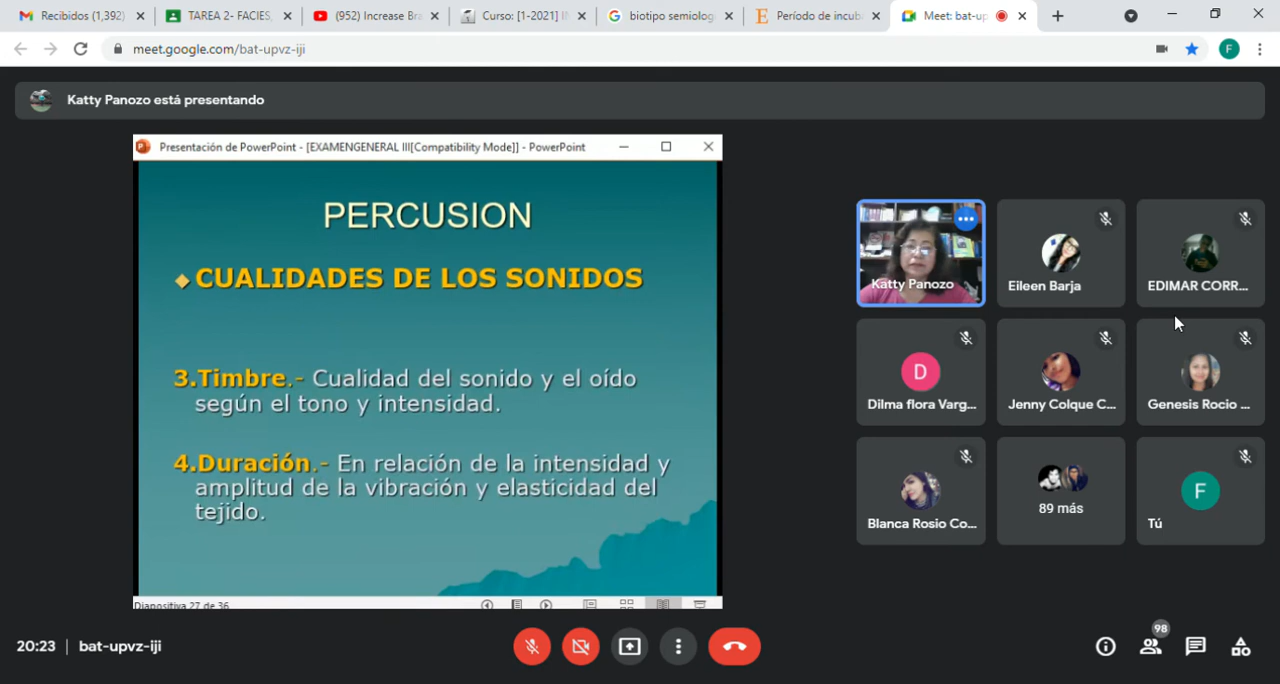 Recibidos (1,392)
TAREA 2- FACIES,
(952) Increase Bra
Curso: [1-2021] II
biotipo semiolog
Período de incub
Meet: bat-up
meet.google.com/bat-upvz-iji
F
Katty Panozo está presentando
Presentación de PowerPoint - [EXAMENGENERAL III[Compatibility Mode]] - PowerPoint
PERCUSION
CUALIDADES DE LOS SONIDOS
3.Timbre.- Cualidad del sonido y el oído
según el tono y intensidad.
4.Duración.- En relación de la intensidad y
amplitud de la vibración y elasticidad del
tejido.
Diapositiva 27 de 36
Katty Panozo
Eileen Barja
EDIMAR CORR...
D
Dilma flora Varg...
Jenny Colque C...
Genesis Rocio ...
Blanca Rosio Co...
89 más
F
Tú
20:23 | bat-upvz-iji
98